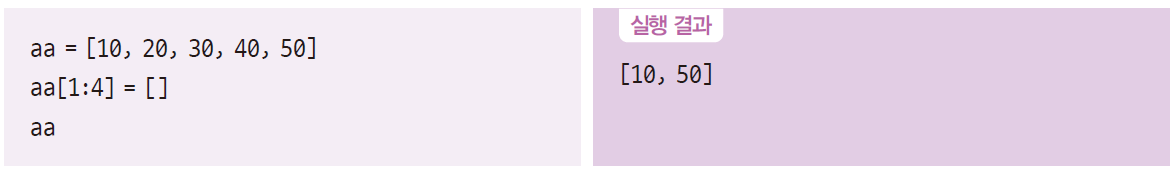 aa = [10, 20, 30, 40, 50]
aa[1:4] = []
aa
실행 결과
[10, 50]